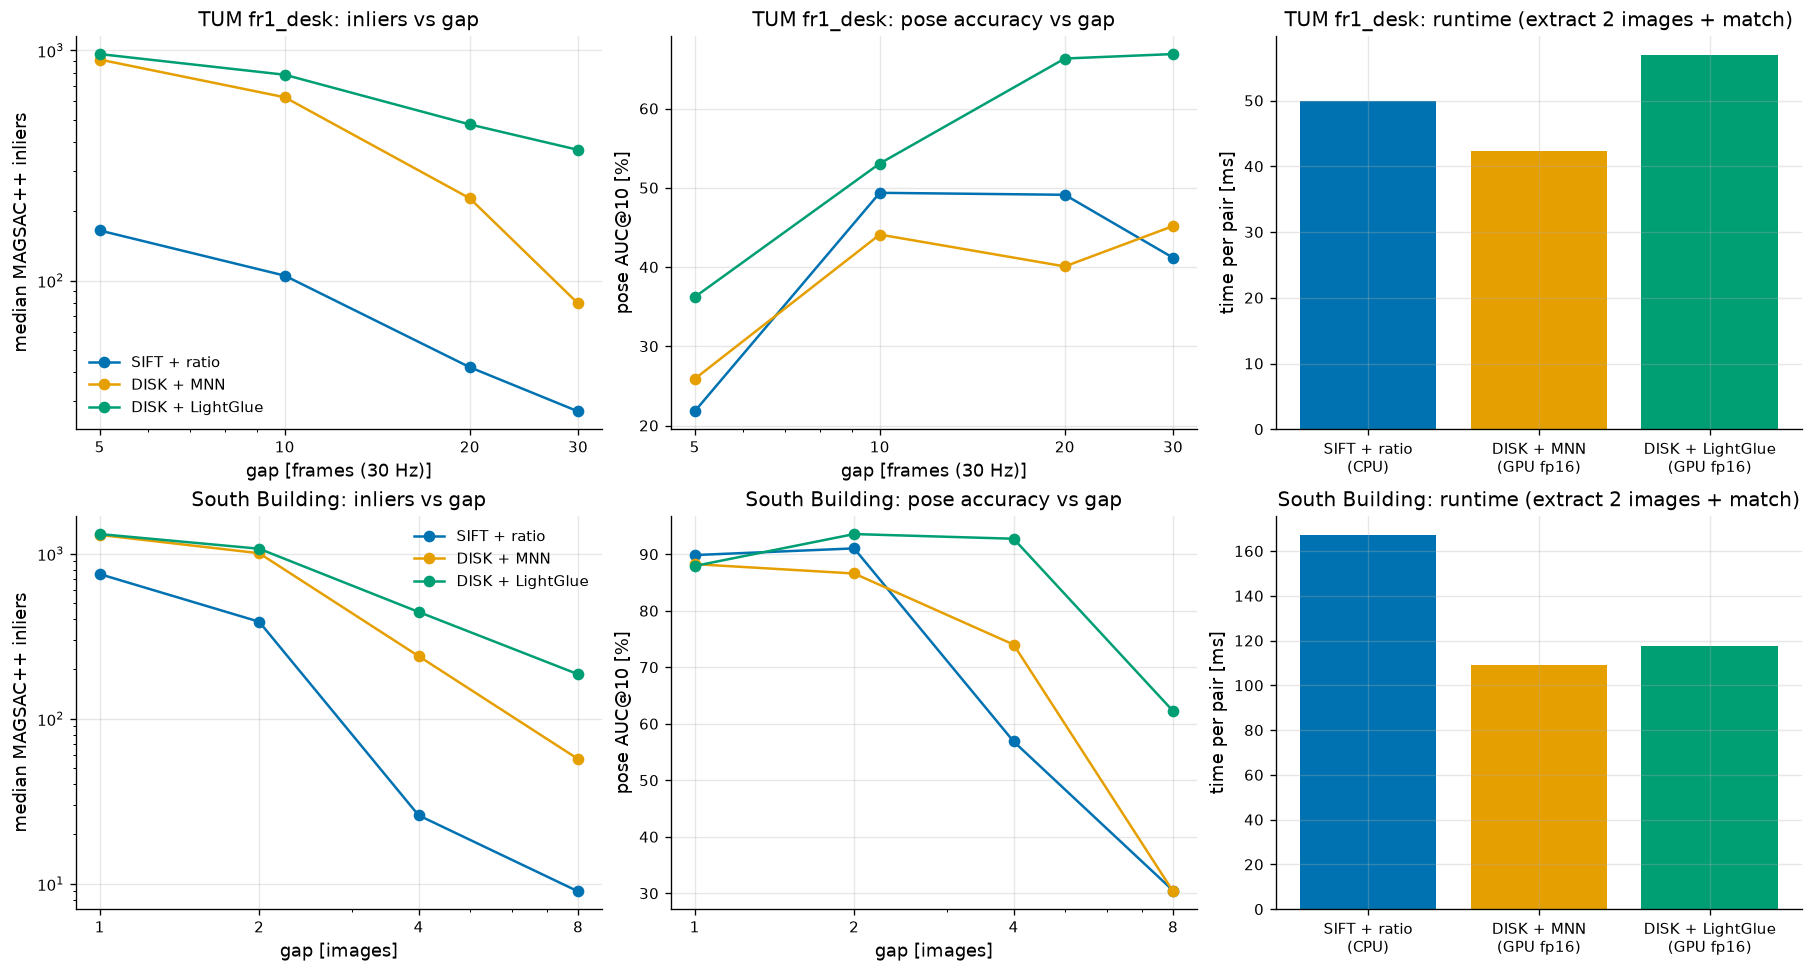 TUM fr1_desk: inliers vs gap
median MAGSAC++ inliers
10³
10²
SIFT + ratio
DISK + MNN
DISK + LightGlue
5 10 20 30
gap [frames (30 Hz)]
TUM fr1_desk: pose accuracy vs gap
pose AUC@10 [%]
60
50
40
30
20
5 10 20 30
gap [frames (30 Hz)]
TUM fr1_desk: runtime (extract 2 images + match)
time per pair [ms]
50
40
30
20
10
0
SIFT + ratio DISK + MNN DISK + LightGlue
(CPU) (GPU fp16) (GPU fp16)
South Building: inliers vs gap
median MAGSAC++ inliers
10³
10²
10¹
SIFT + ratio
DISK + MNN
DISK + LightGlue
1 2 4 8
gap [images]
South Building: pose accuracy vs gap
pose AUC@10 [%]
90
80
70
60
50
40
30
1 2 4 8
gap [images]
South Building: runtime (extract 2 images + match)
time per pair [ms]
160
140
120
100
80
60
40
20
0
SIFT + ratio DISK + MNN DISK + LightGlue
(CPU) (GPU fp16) (GPU fp16)